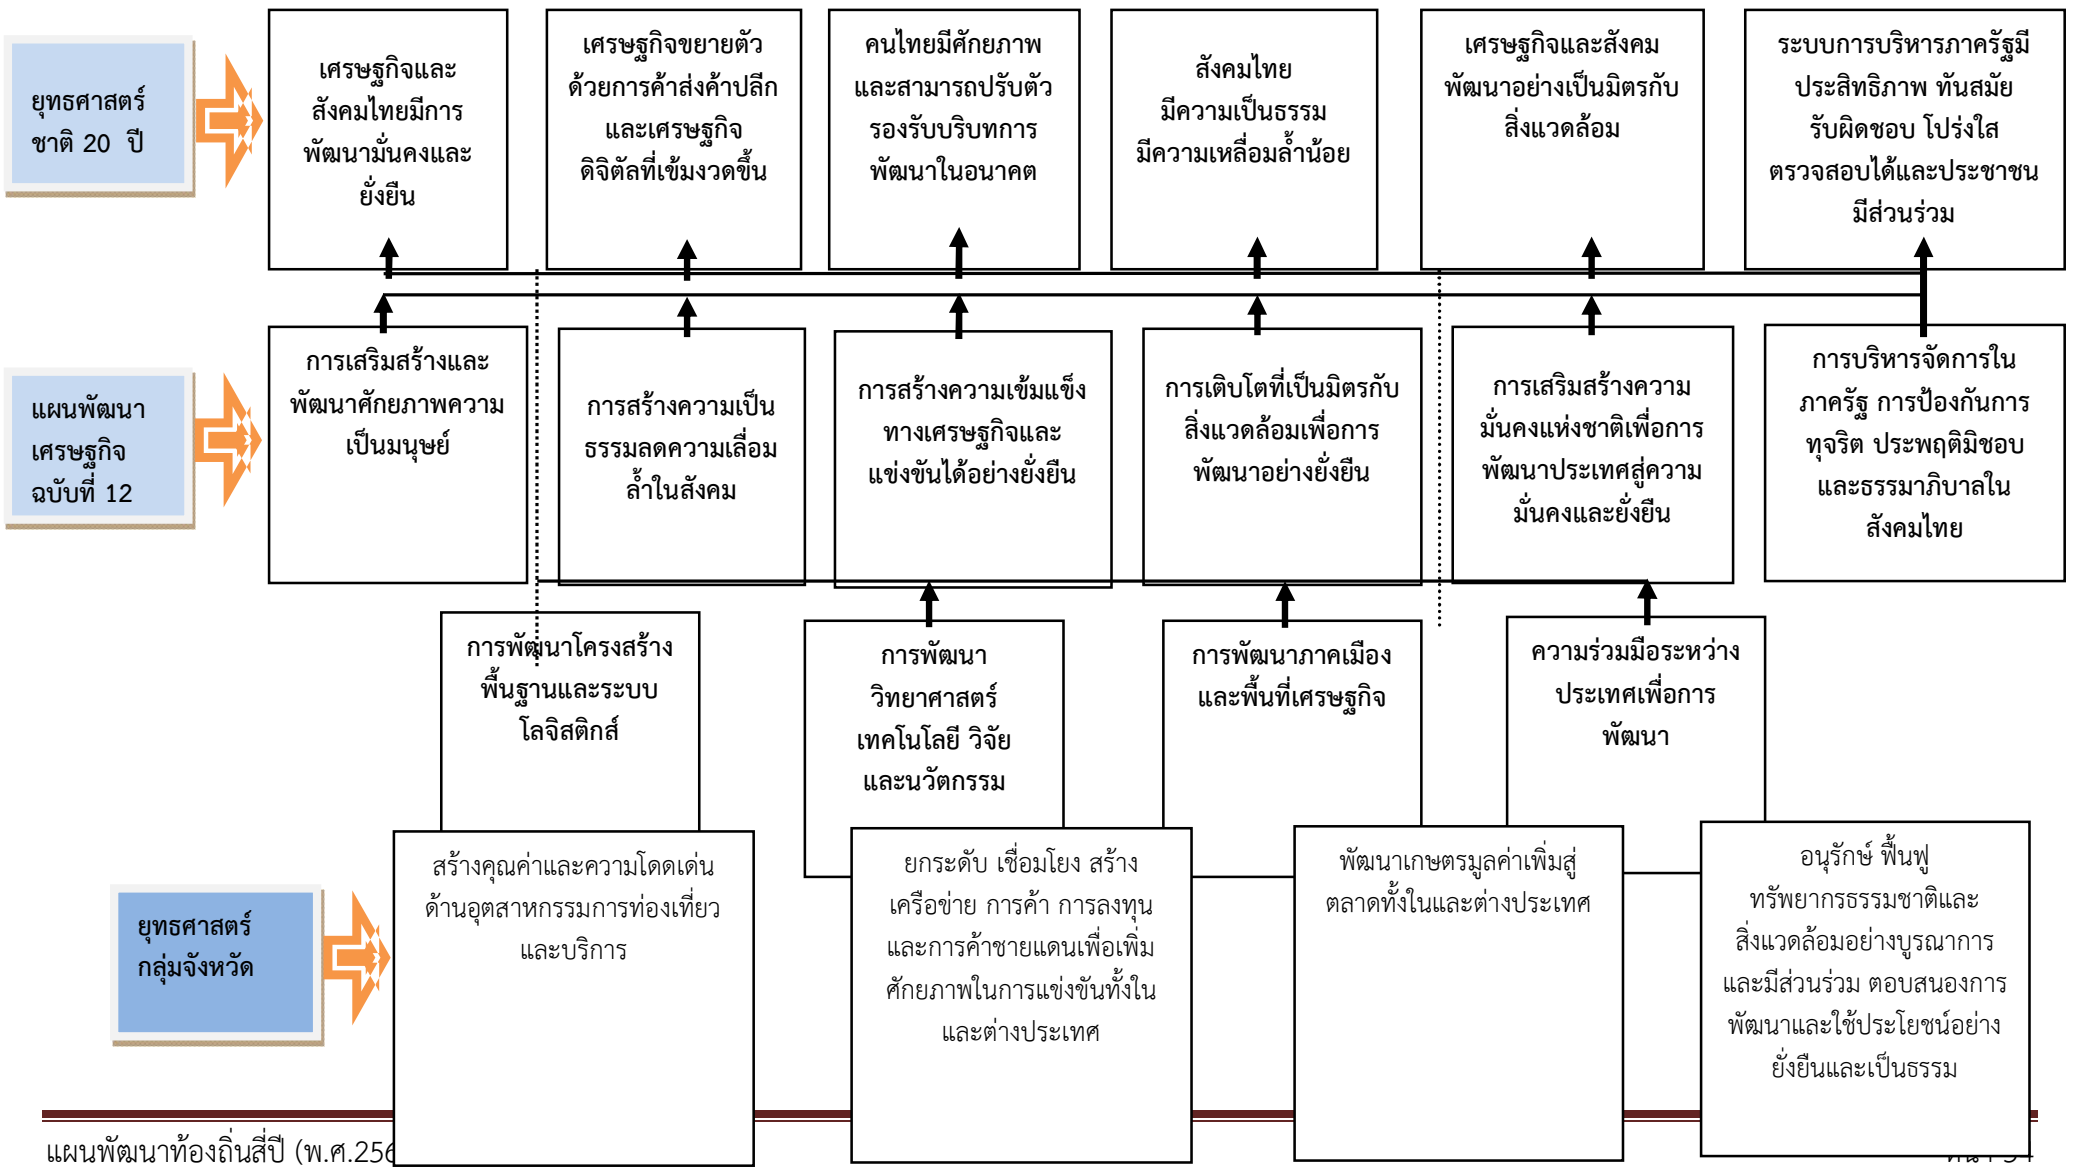 ยุทธศาสตร์
ชาติ 20 ปี
เศรษฐกิจและ
สังคมไทยมีการ
พัฒนามั่นคงและ
ยั่งยืน
เศรษฐกิจขยายตัว
ด้วยการค้าส่งค้าปลีก
และเศรษฐกิจ
ดิจิตัลที่เข้มงวดขึ้น
คนไทยมีศักยภาพ
และสามารถปรับตัว
รองรับบริบทการ
พัฒนาในอนาคต
สังคมไทย
มีความเป็นธรรม
มีความเหลื่อมล้ำน้อย
เศรษฐกิจและสังคม
พัฒนาอย่างเป็นมิตรกับ
สิ่งแวดล้อม
ระบบการบริหารภาครัฐมี
ประสิทธิภาพ ทันสมัย
รับผิดชอบ โปร่งใส
ตรวจสอบได้และประชาชน
มีส่วนร่วม
แผนพัฒนา
เศรษฐกิจ
ฉบับที่ 12
การเสริมสร้างและ
พัฒนาศักยภาพความ
เป็นมนุษย์
การสร้างความเป็น
ธรรมลดความเลื่อม
ล้ำในสังคม
การสร้างความเข้มแข็ง
ทางเศรษฐกิจและ
แข่งขันได้อย่างยั่งยืน
การเติบโตที่เป็นมิตรกับ
สิ่งแวดล้อมเพื่อการ
พัฒนาอย่างยั่งยืน
การเสริมสร้างความ
มั่นคงแห่งชาติเพื่อการ
พัฒนาประเทศสู่ความ
มั่นคงและยั่งยืน
การบริหารจัดการใน
ภาครัฐ การป้องกันการ
ทุจริต ประพฤติมิชอบ
และธรรมาภิบาลใน
สังคมไทย
การพัฒนาโครงสร้าง
พื้นฐานและระบบ
โลจิสติกส์
การพัฒนา
วิทยาศาสตร์
เทคโนโลยี วิจัย
และนวัตกรรม
การพัฒนาภาคเมือง
และพื้นที่เศรษฐกิจ
ความร่วมมือระหว่าง
ประเทศเพื่อการ
พัฒนา
ยุทธศาสตร์
กลุ่มจังหวัด
สร้างคุณค่าและความโดดเด่น
ด้านอุตสาหกรรมการท่องเที่ยว
และบริการ
ยกระดับ เชื่อมโยง สร้าง
เครือข่าย การค้า การลงทุน
และการค้าชายแดนเพื่อเพิ่ม
ศักยภาพในการแข่งขันทั้งใน
และต่างประเทศ
พัฒนาเกษตรมูลค่าเพิ่มสู่
ตลาดทั้งในและต่างประเทศ
อนุรักษ์ ฟื้นฟู
ทรัพยากรธรรมชาติและ
สิ่งแวดล้อมอย่างบูรณาการ
และมีส่วนร่วม ตอบสนองการ
พัฒนาและใช้ประโยชน์อย่าง
ยั่งยืนและเป็นธรรม
แผนพัฒนาท้องถิ่นสี่ปี (พ.ศ.256